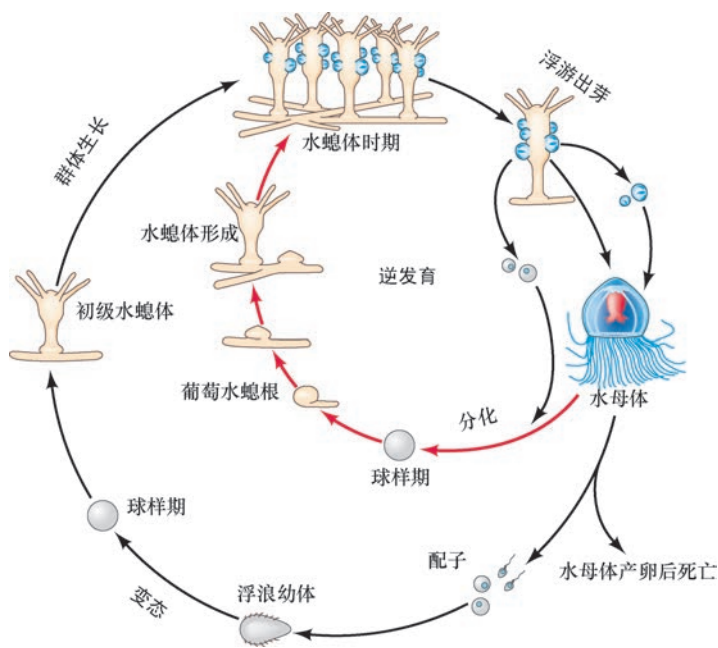 浮游出芽
水螅体时期
群体生长
水螅体形成
逆发育
初级水螅体
葡萄水螅根
水母体
分化
球样期
球样期
配子
水母体产卵后死亡
浮浪幼体
变态